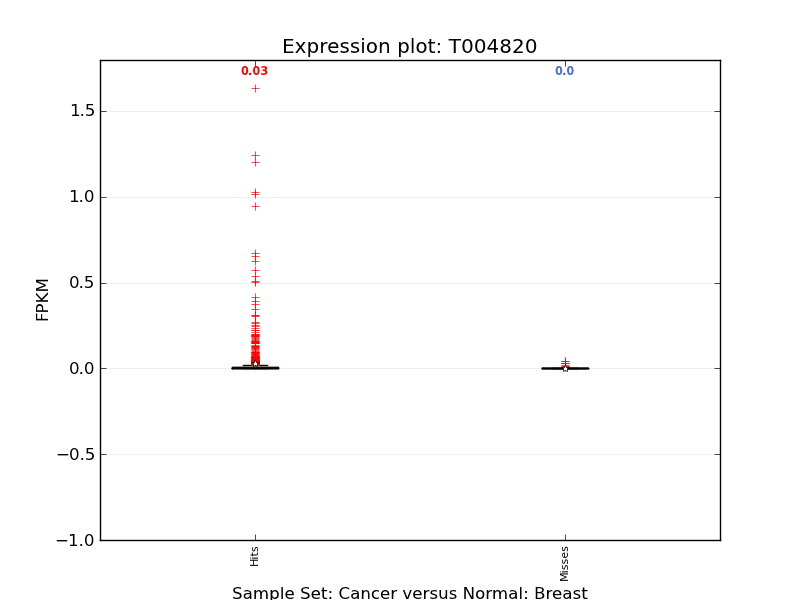 Expression plot: T004820
0.03
0.0
1.5
1.0
0.5
0.0
−0.5
−1.0
FPKM
Hits
Misses
Sample Set: Cancer versus Normal: Breast